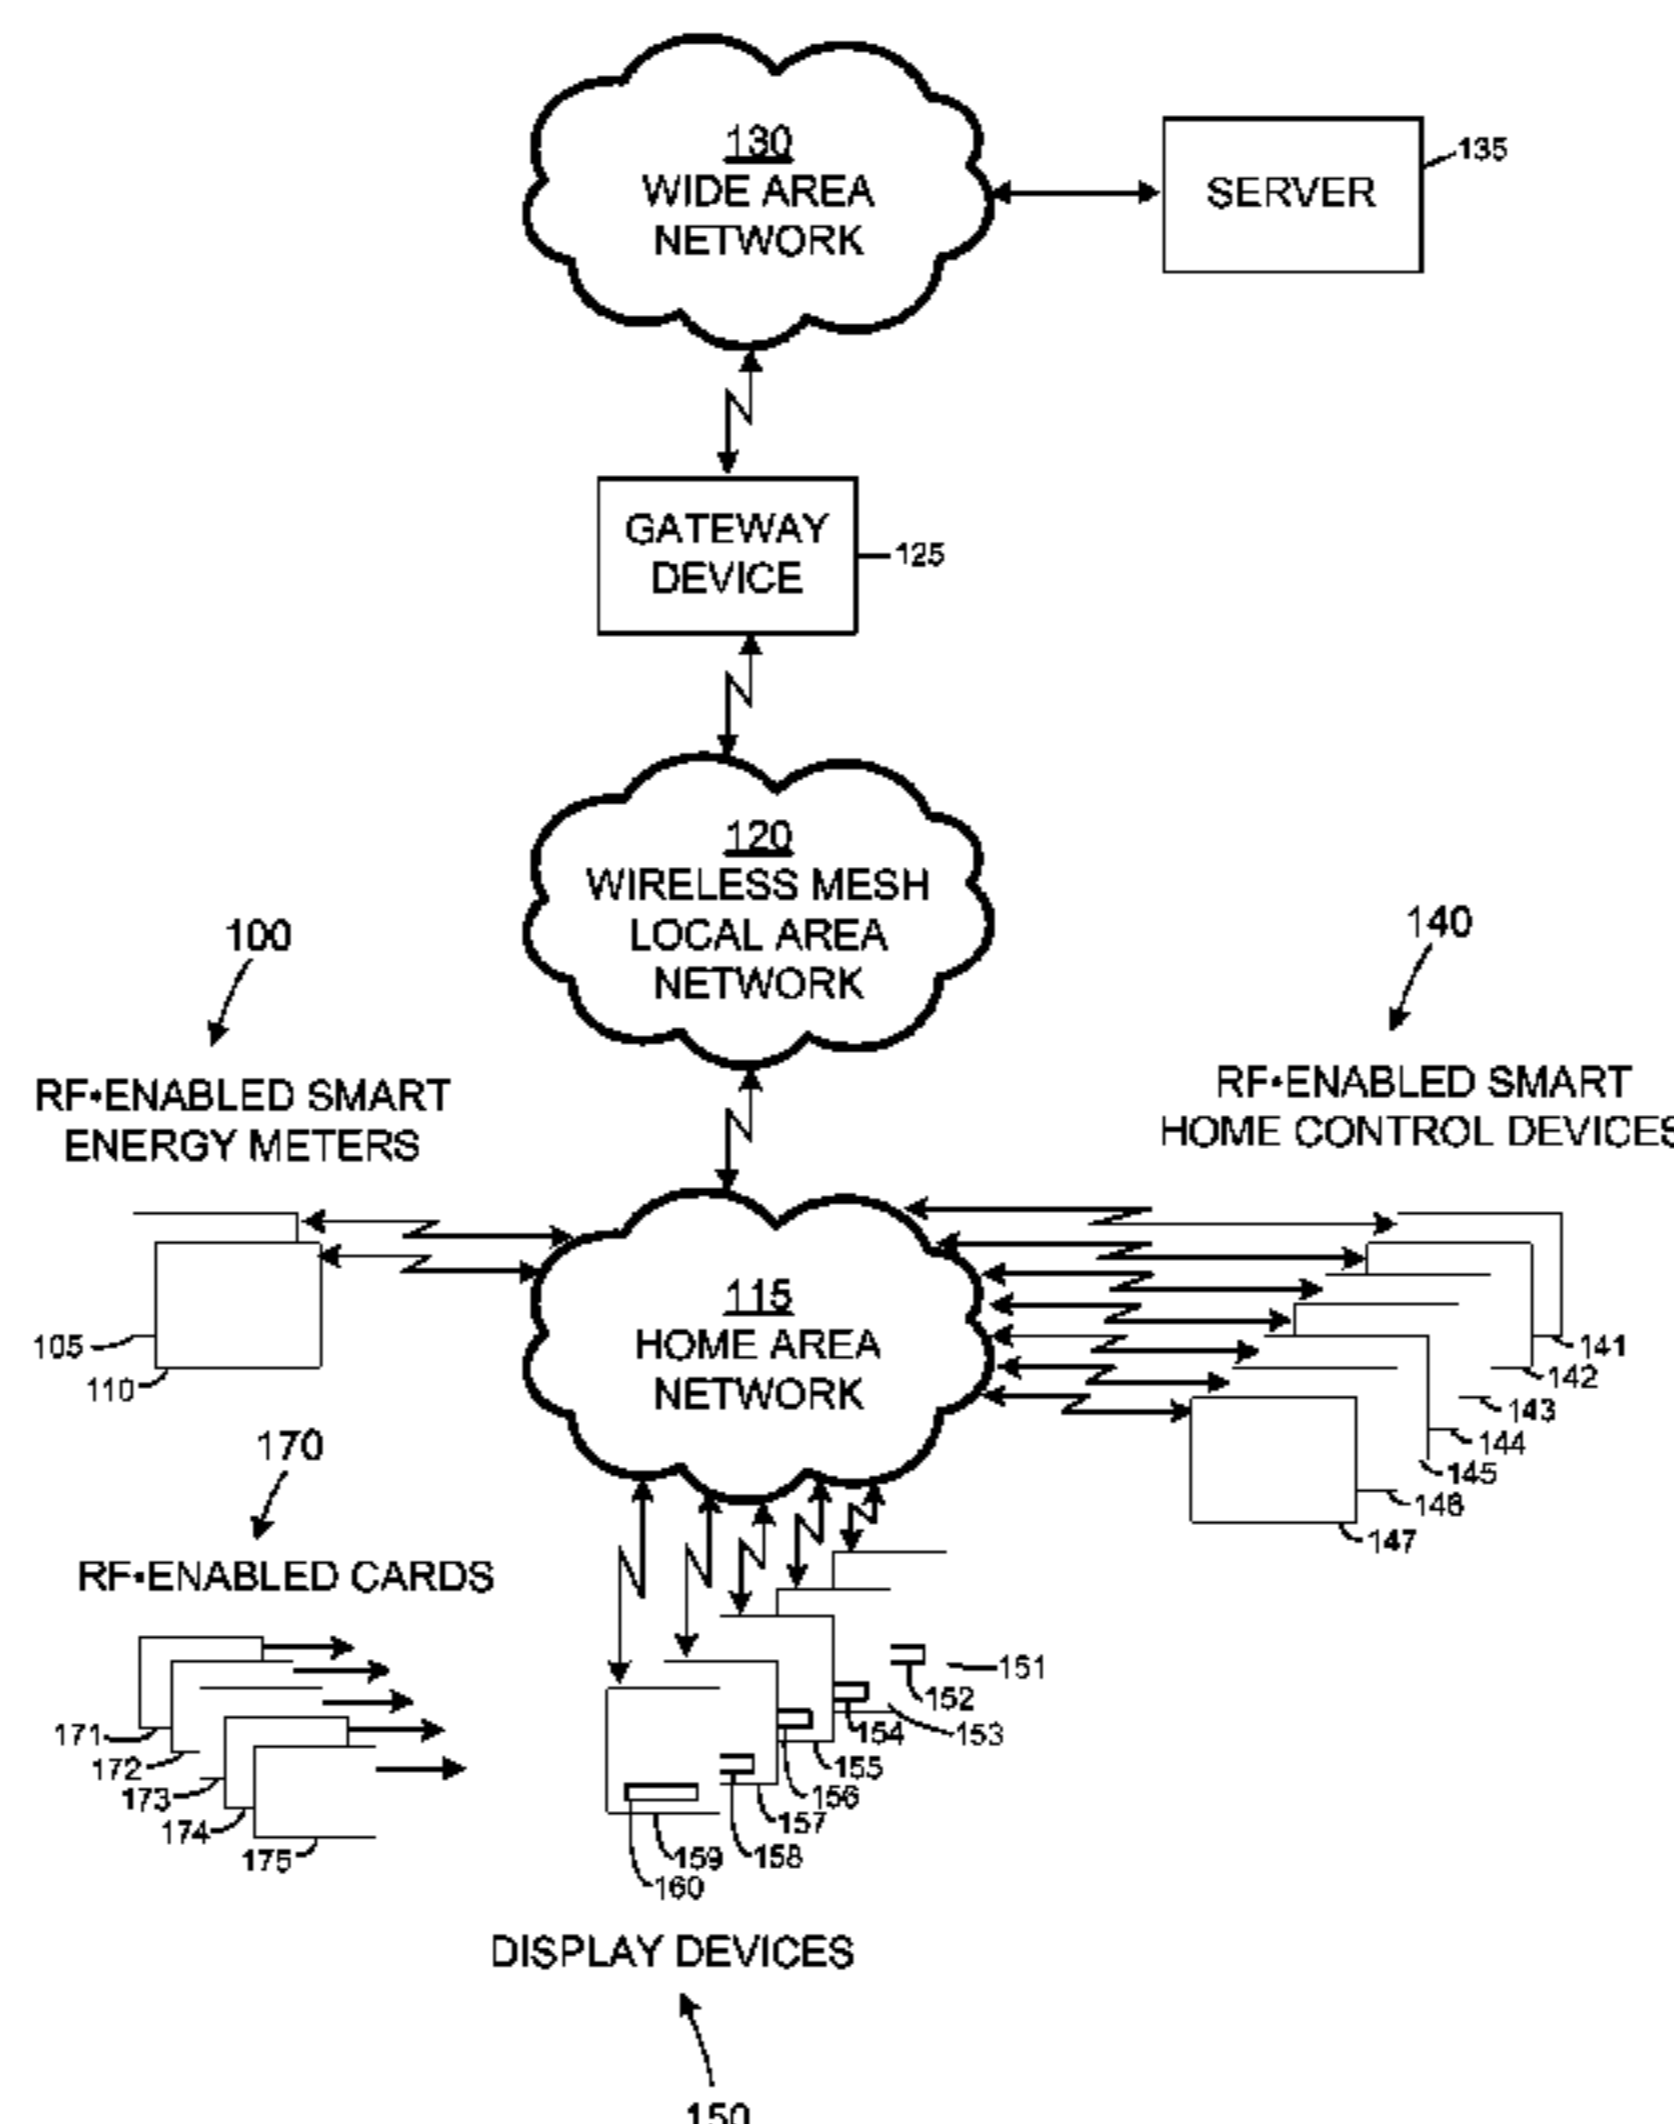 130
WIDE AREA
NETWORK
SERVER
135
GATEWAY
DEVICE
125
120
WIRELESS MESH
LOCAL AREA
NETWORK
100
RF•ENABLED SMART
ENERGY METERS
140
RF•ENABLED SMART
HOME CONTROL DEVICES
115
HOME AREA
NETWORK
105
110
141
142
143
144
145
146
147
170
RF•ENABLED CARDS
171
172
173
174
175
151
152
153
154
155
156
157
158
159
160
DISPLAY DEVICES
150